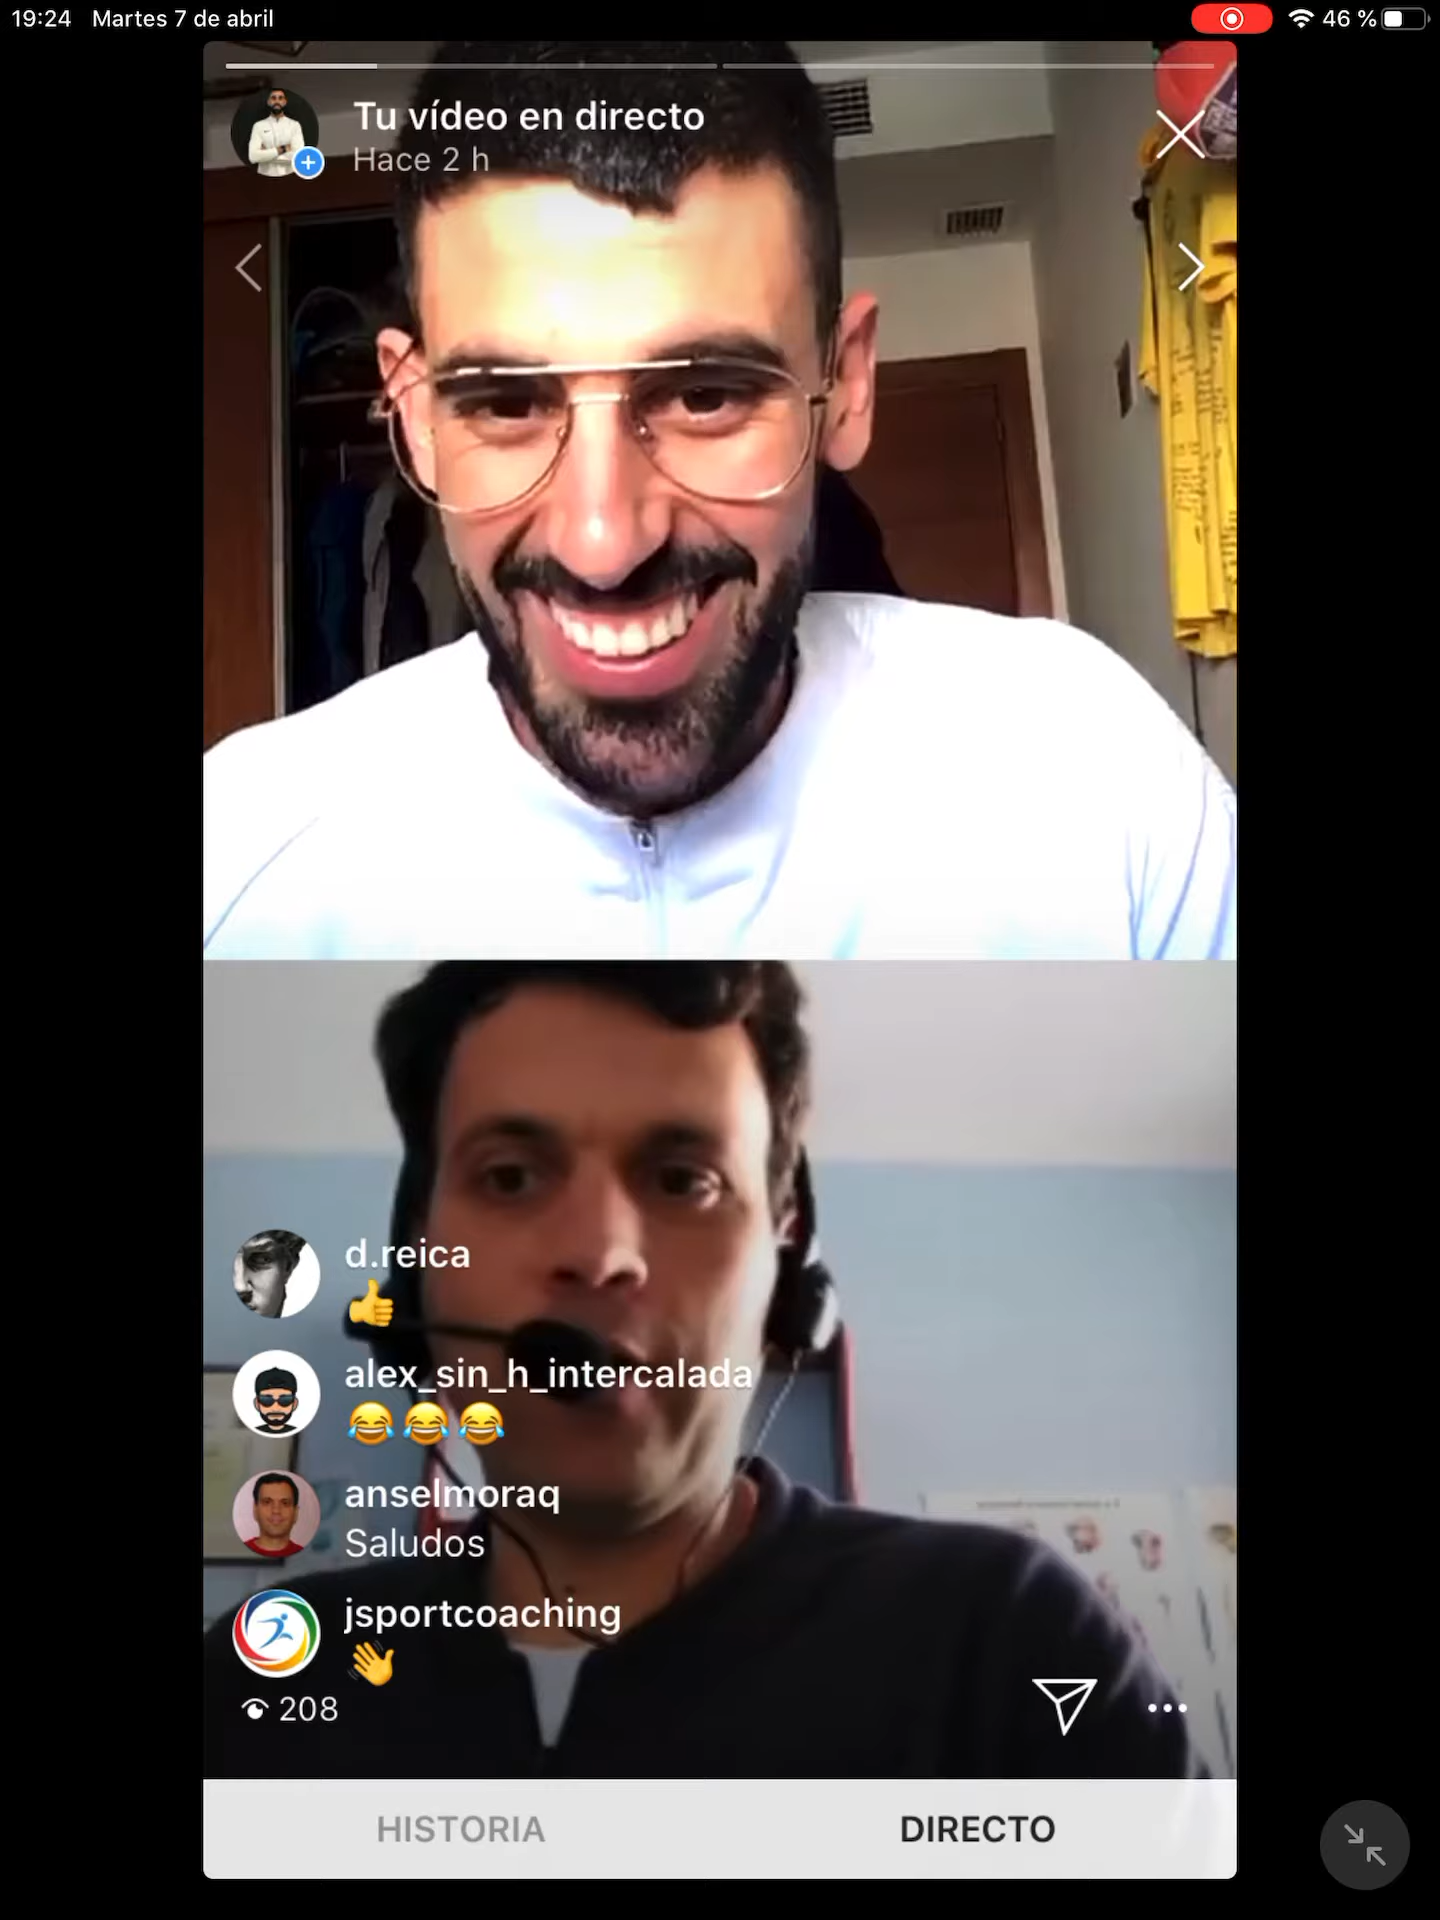 19:24 Martes 7 de abril 46 %
Tu vídeo en directo
Hace 2 h
d.reica
👍
alex_sin_h_intercalada
😂😂😂
anselmoraq
Saludos
jsportcoaching
👋
208
HISTORIA DIRECTO